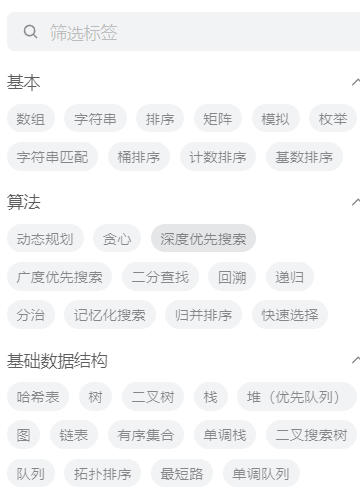 筛选标签
基本
数组 字符串 排序 矩阵 模拟 枚举
字符串匹配 桶排序 计数排序 基数排序
算法
动态规划 贪心 深度优先搜索
广度优先搜索 二分查找 回溯 递归
分治 记忆化搜索 归并排序 快速选择
基础数据结构
哈希表 树 二叉树 栈 堆（优先队列）
图 链表 有序集合 单调栈 二叉搜索树
队列 拓扑排序 最短路 单调队列